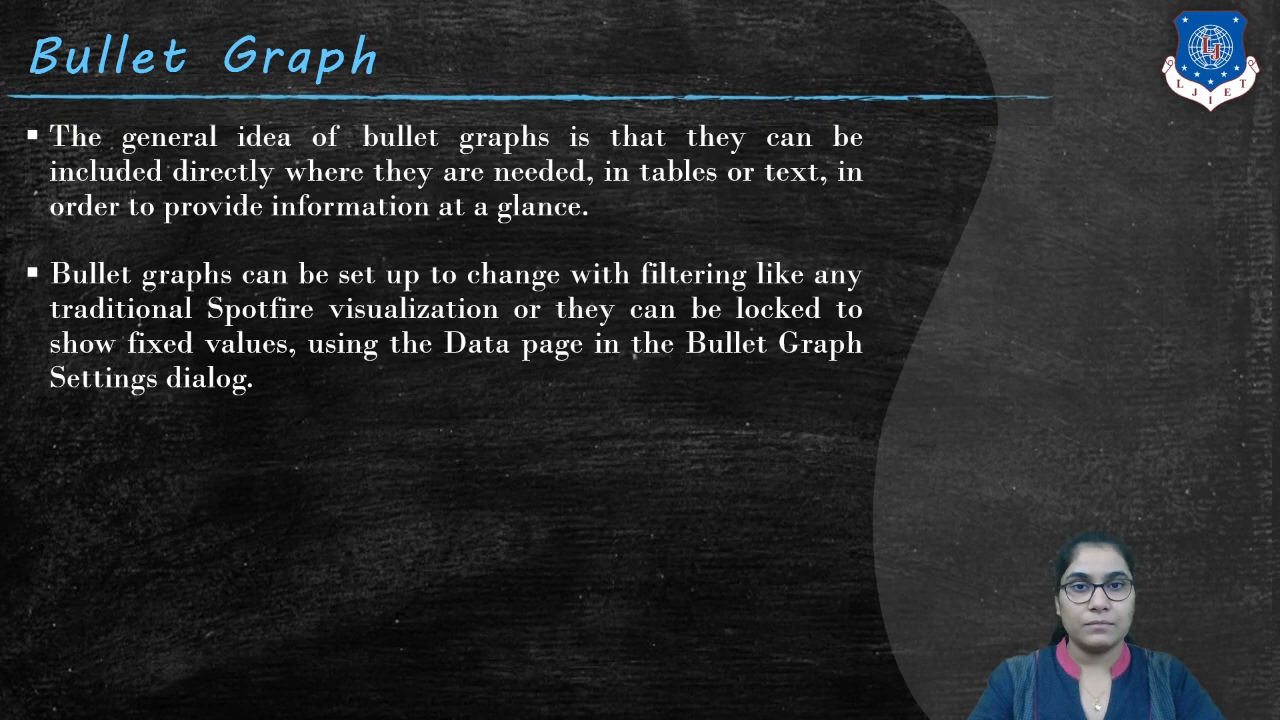 Bullet Graph
LJIET
▪ The general idea of bullet graphs is that they can be
included directly where they are needed, in tables or text, in
order to provide information at a glance.
▪ Bullet graphs can be set up to change with filtering like any
traditional Spotfire visualization or they can be locked to
show fixed values, using the Data page in the Bullet Graph
Settings dialog.